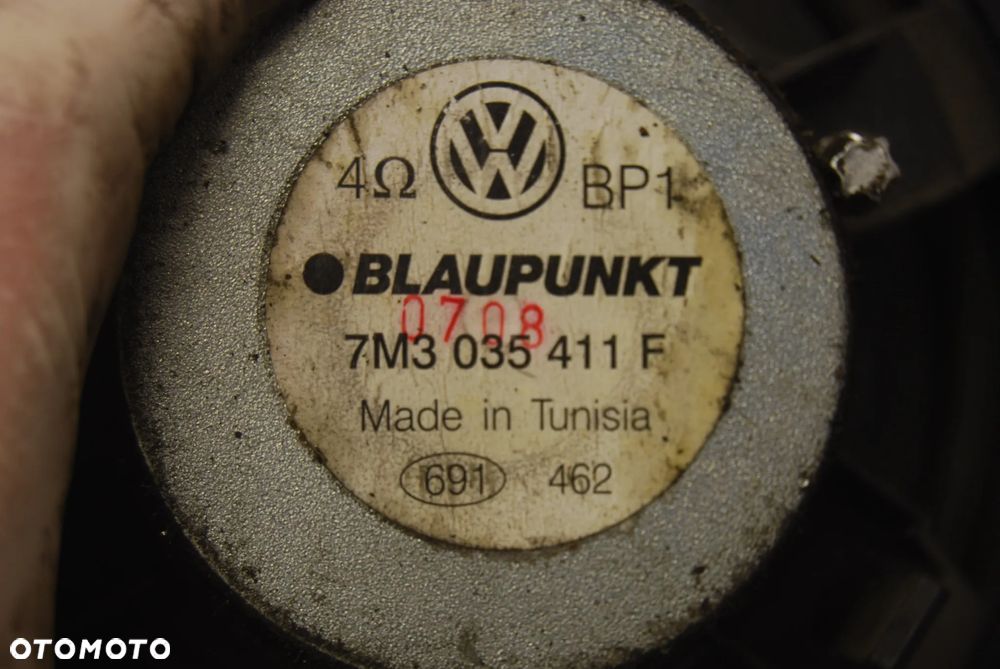 4Ω BP1
BLAUPUNKT
0708
7M3 035 411 F
Made in Tunisia
691 462
OTOMOTO